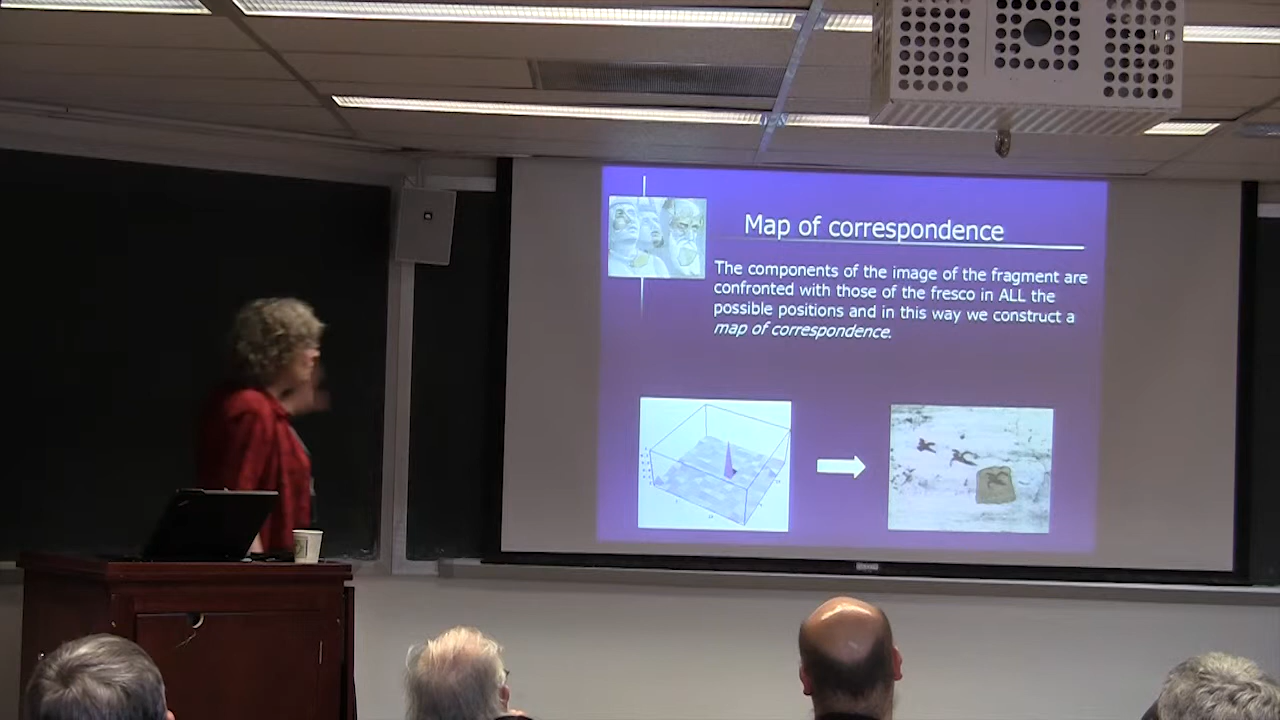 Map of correspondence
The components of the image of the fragment are
confronted with those of the fresco in ALL the
possible positions and in this way we construct a
map of correspondence.